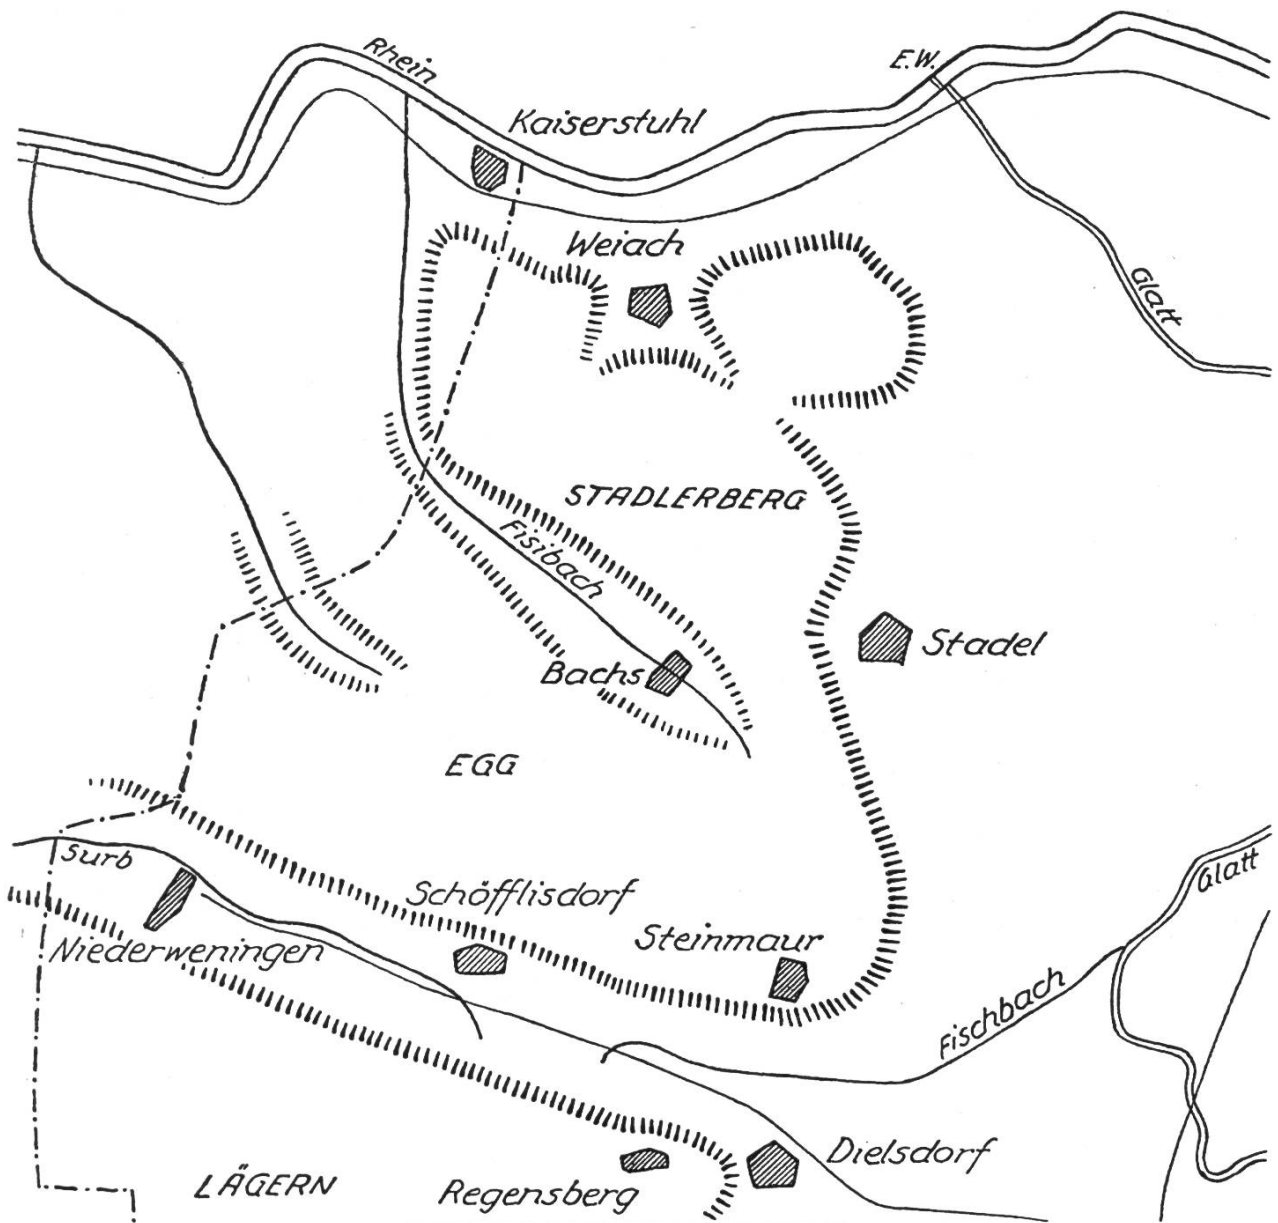 Rhein
E.W.
Kaiserstuhl
Weiach
Glatt
STADLERBERG
Fisibach
Stadel
Bachs
EGG
Surb
Glatt
Schöfflisdorf
Steinmaur
Niederweningen
Fischbach
Dielsdorf
LÄGERN
Regensberg